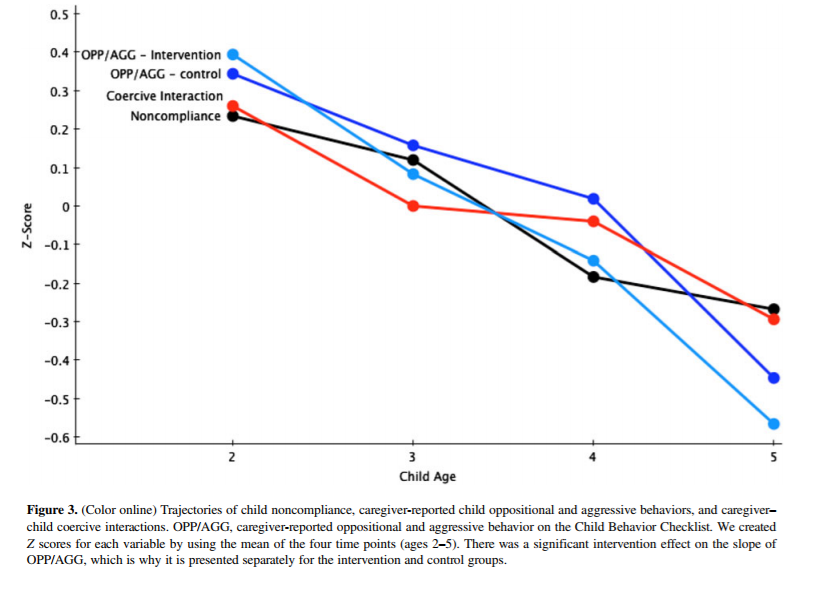 0.5
0.4
OPP/AGG – Intervention
OPP/AGG – control
0.3
Coercive Interaction
Noncompliance
0.2
0.1
0
Z-Score
-0.1
-0.2
-0.3
-0.4
-0.5
-0.6
2 3 4 5
Child Age
Figure 3. (Color online) Trajectories of child noncompliance, caregiver-reported child oppositional and aggressive behaviors, and caregiver–
child coercive interactions. OPP/AGG, caregiver-reported oppositional and aggressive behavior on the Child Behavior Checklist. We created
Z scores for each variable by using the mean of the four time points (ages 2–5). There was a significant intervention effect on the slope of
OPP/AGG, which is why it is presented separately for the intervention and control groups.